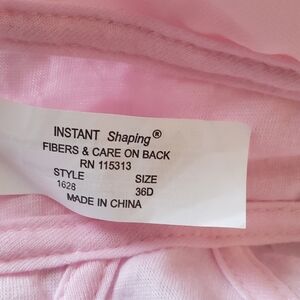 INSTANT Shaping®
FIBERS & CARE ON BACK
RN 115313
STYLE SIZE
1628 36D
MADE IN CHINA